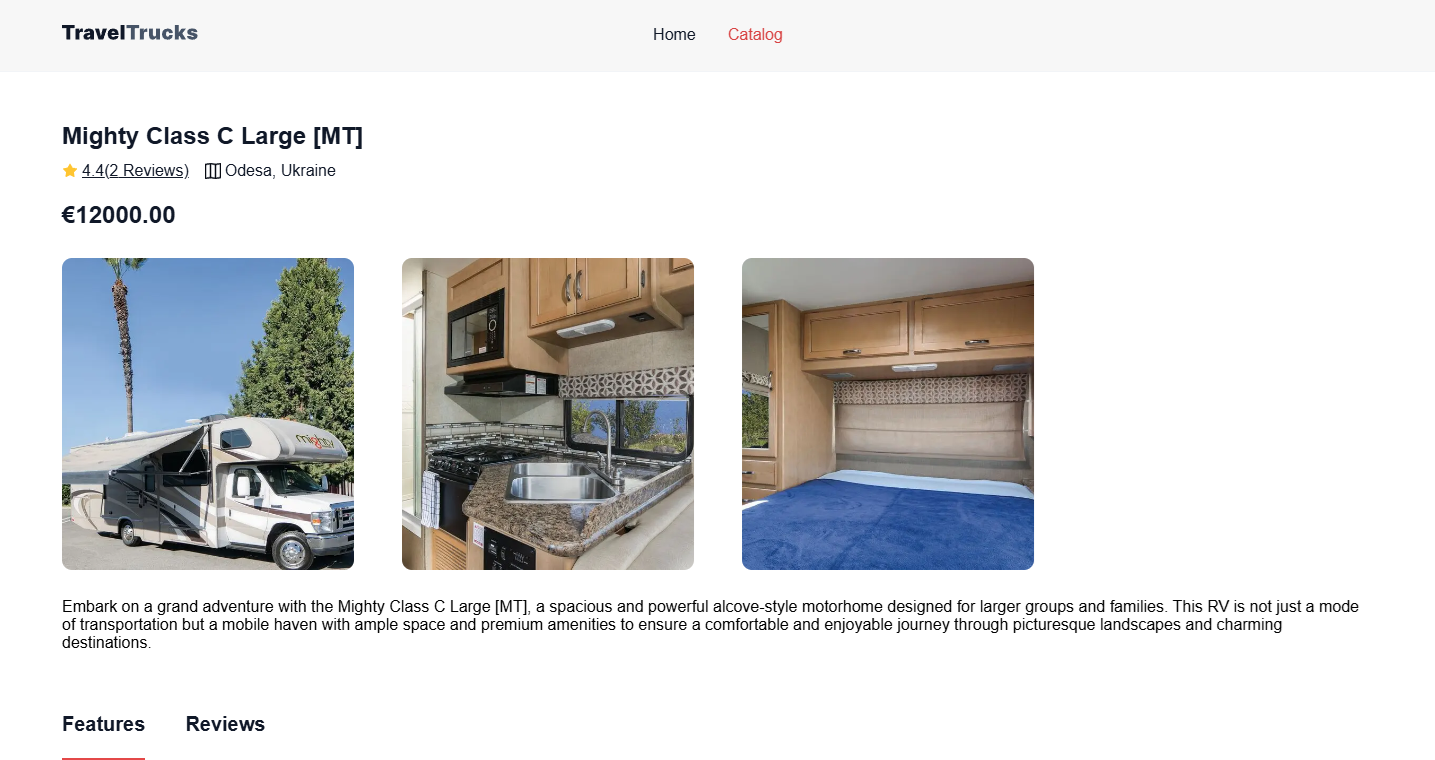 TravelTrucks
Home Catalog
Mighty Class C Large [MT]
4.4(2 Reviews) Odesa, Ukraine
€12000.00
mighty
Embark on a grand adventure with the Mighty Class C Large [MT], a spacious and powerful alcove-style motorhome designed for larger groups and families. This RV is not just a mode
of transportation but a mobile haven with ample space and premium amenities to ensure a comfortable and enjoyable journey through picturesque landscapes and charming
destinations.
Features Reviews